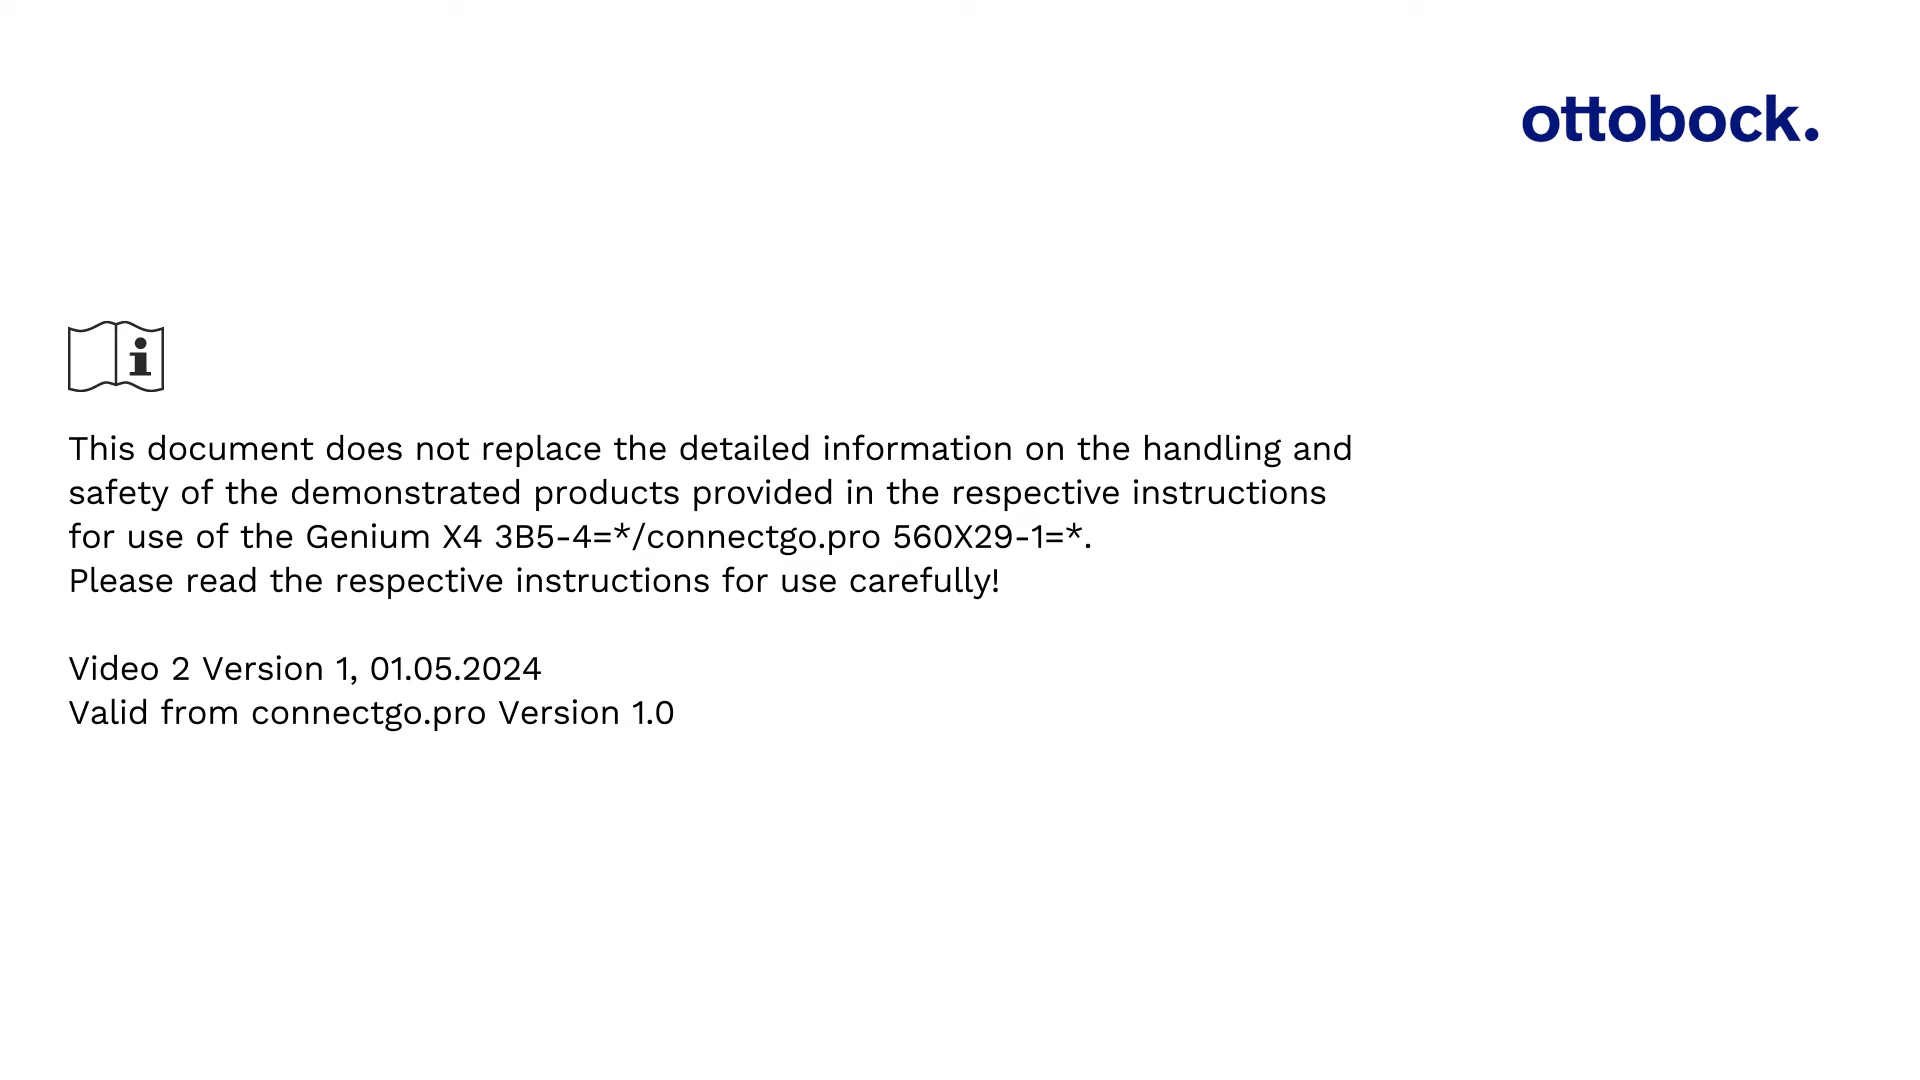 ottobock.
i
This document does not replace the detailed information on the handling and
safety of the demonstrated products provided in the respective instructions
for use of the Genium X4 3B5-4=*/connectgo.pro 560X29-1=*.
Please read the respective instructions for use carefully!
Video 2 Version 1, 01.05.2024
Valid from connectgo.pro Version 1.0